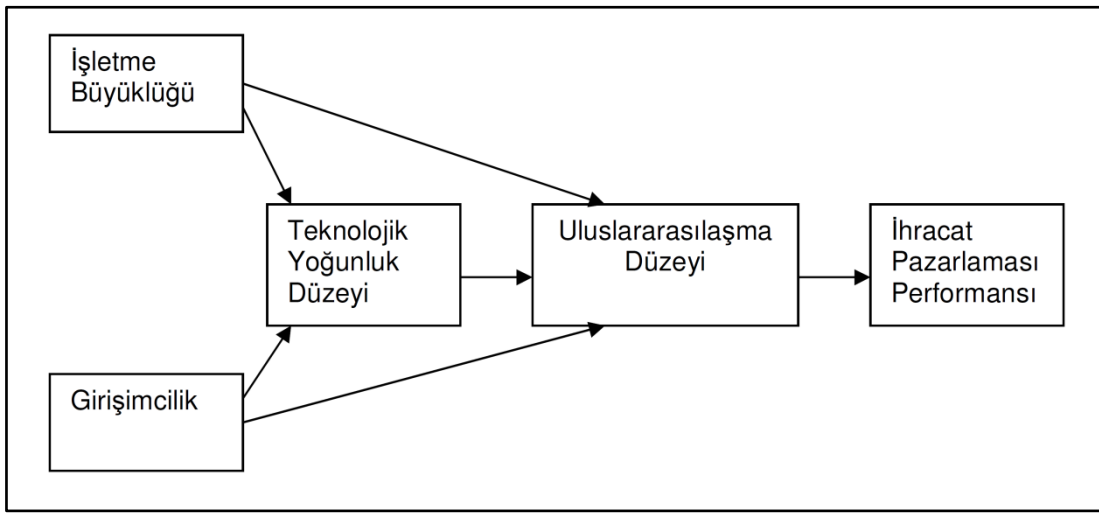 İşletme
Büyüklüğü
Teknolojik
Yoğunluk
Düzeyi
Uluslararasılaşma
Düzeyi
İhracat
Pazarlaması
Performansı
Girişimcilik